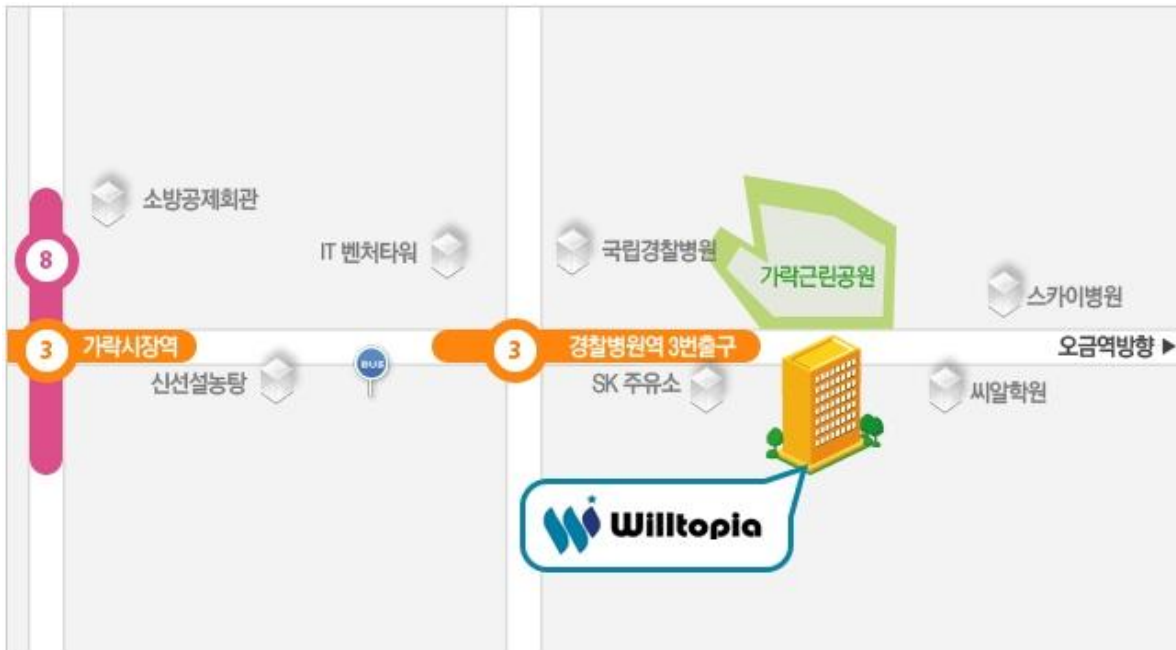 소방공제회관
IT 벤처타워
국립경찰병원
8
가락근린공원
스카이병원
3 가락시장역
3 경찰병원역 3번출구
오금역방향 ▶
BUS
신선설농탕
SK 주유소
씨알학원
Willtopia